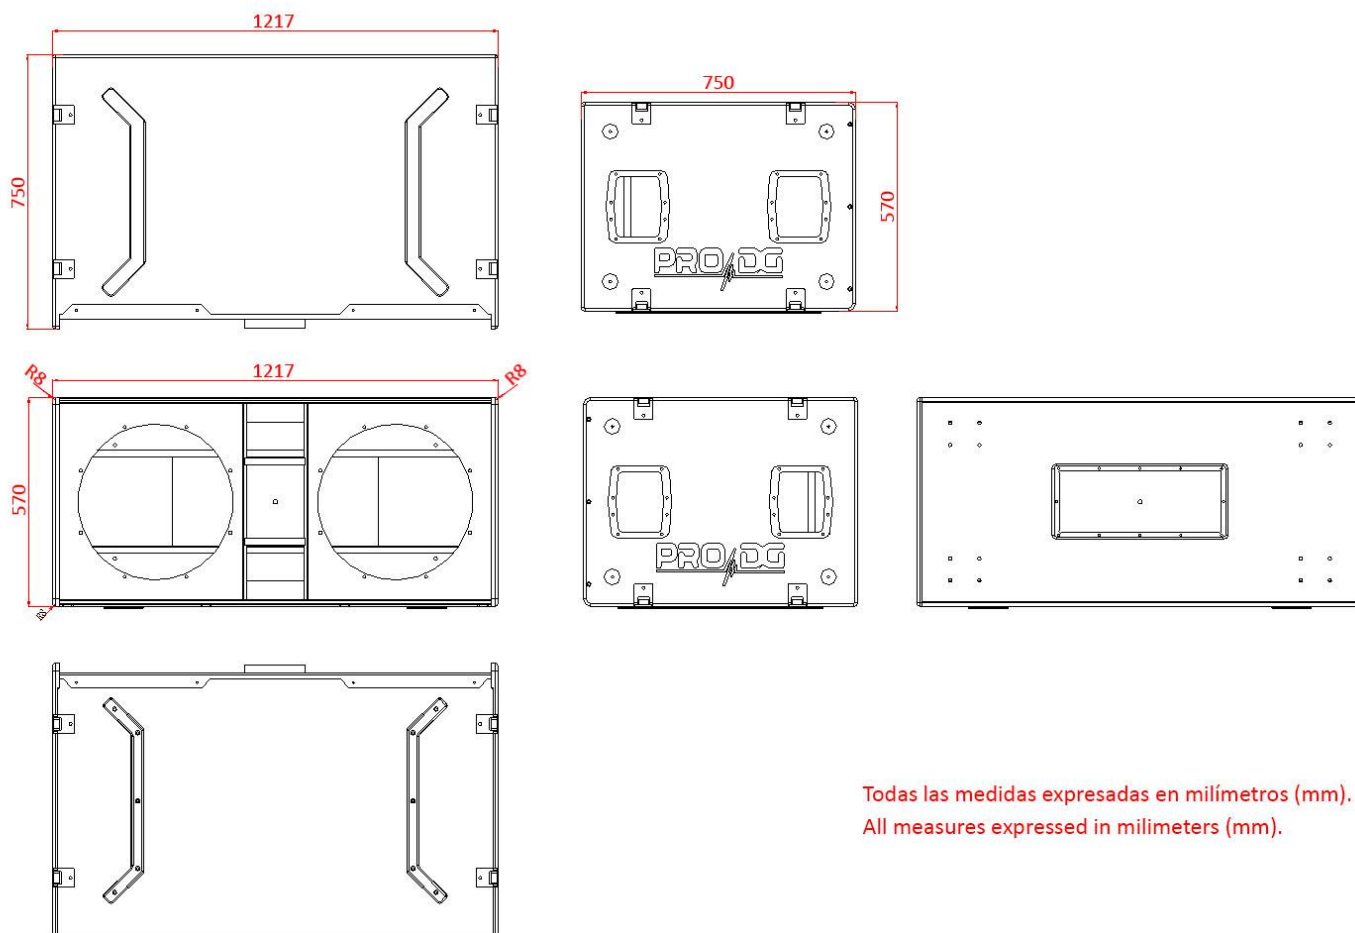 1217
750
750
570
PRO DG
R8
1217
R8
570
PRO DG
Todas las medidas expresadas en milímetros (mm).
All measures expressed in milimeters (mm).